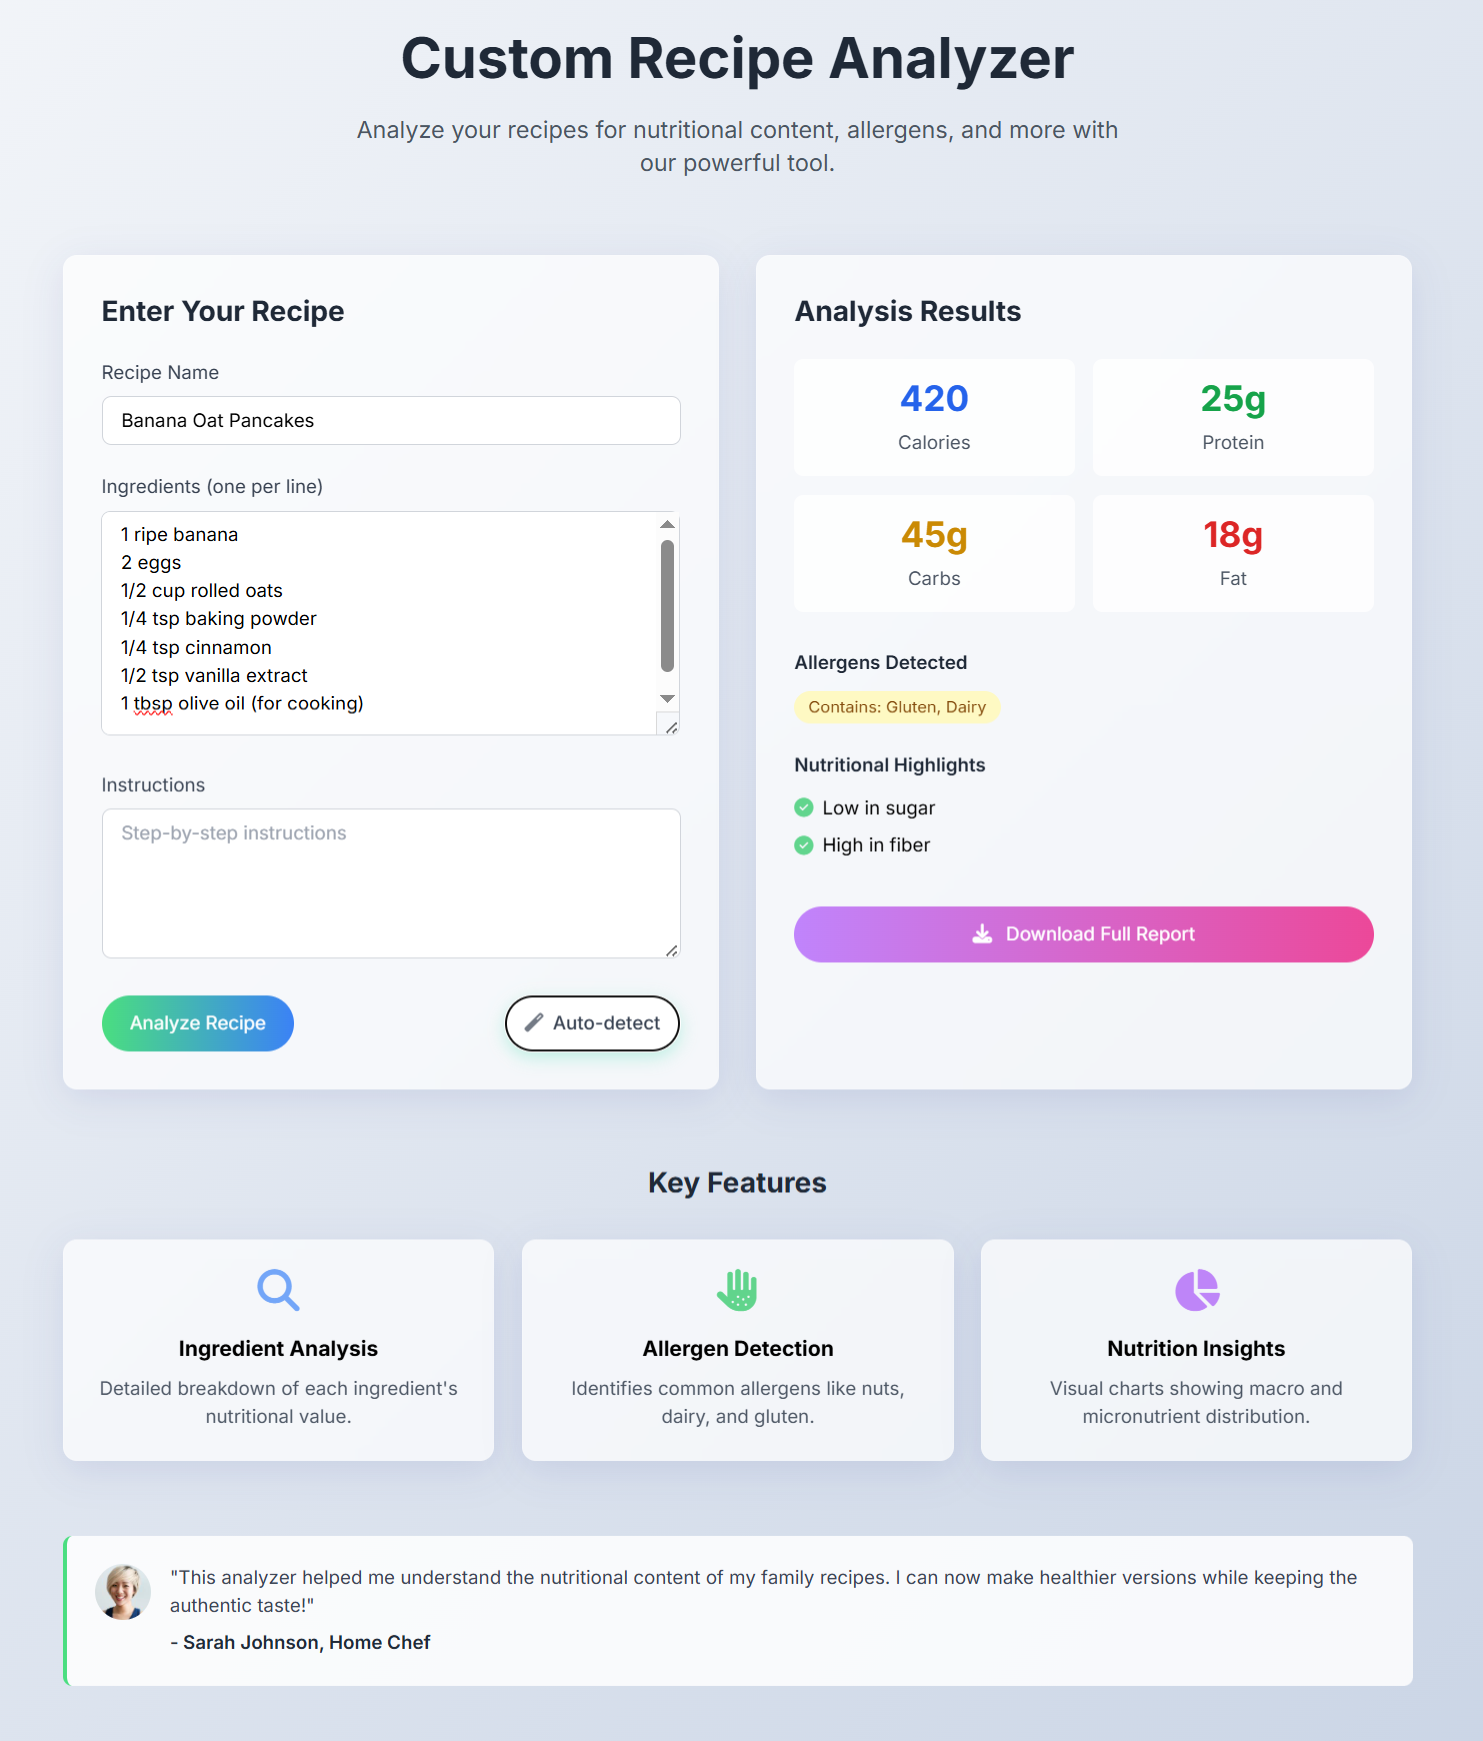 Custom Recipe Analyzer
Analyze your recipes for nutritional content, allergens, and more with
our powerful tool.
Enter Your Recipe
Recipe Name
Banana Oat Pancakes
Ingredients (one per line)
1 ripe banana
2 eggs
1/2 cup rolled oats
1/4 tsp baking powder
1/4 tsp cinnamon
1/2 tsp vanilla extract
1 tbsp olive oil (for cooking)
Instructions
Step-by-step instructions
Analyze Recipe
Auto-detect
Analysis Results
420
Calories
25g
Protein
45g
Carbs
18g
Fat
Allergens Detected
Contains: Gluten, Dairy
Nutritional Highlights
Low in sugar
High in fiber
Download Full Report
Key Features
Ingredient Analysis
Detailed breakdown of each ingredient's
nutritional value.
Allergen Detection
Identifies common allergens like nuts,
dairy, and gluten.
Nutrition Insights
Visual charts showing macro and
micronutrient distribution.
"This analyzer helped me understand the nutritional content of my family recipes. I can now make healthier versions while keeping the
authentic taste!"
- Sarah Johnson, Home Chef